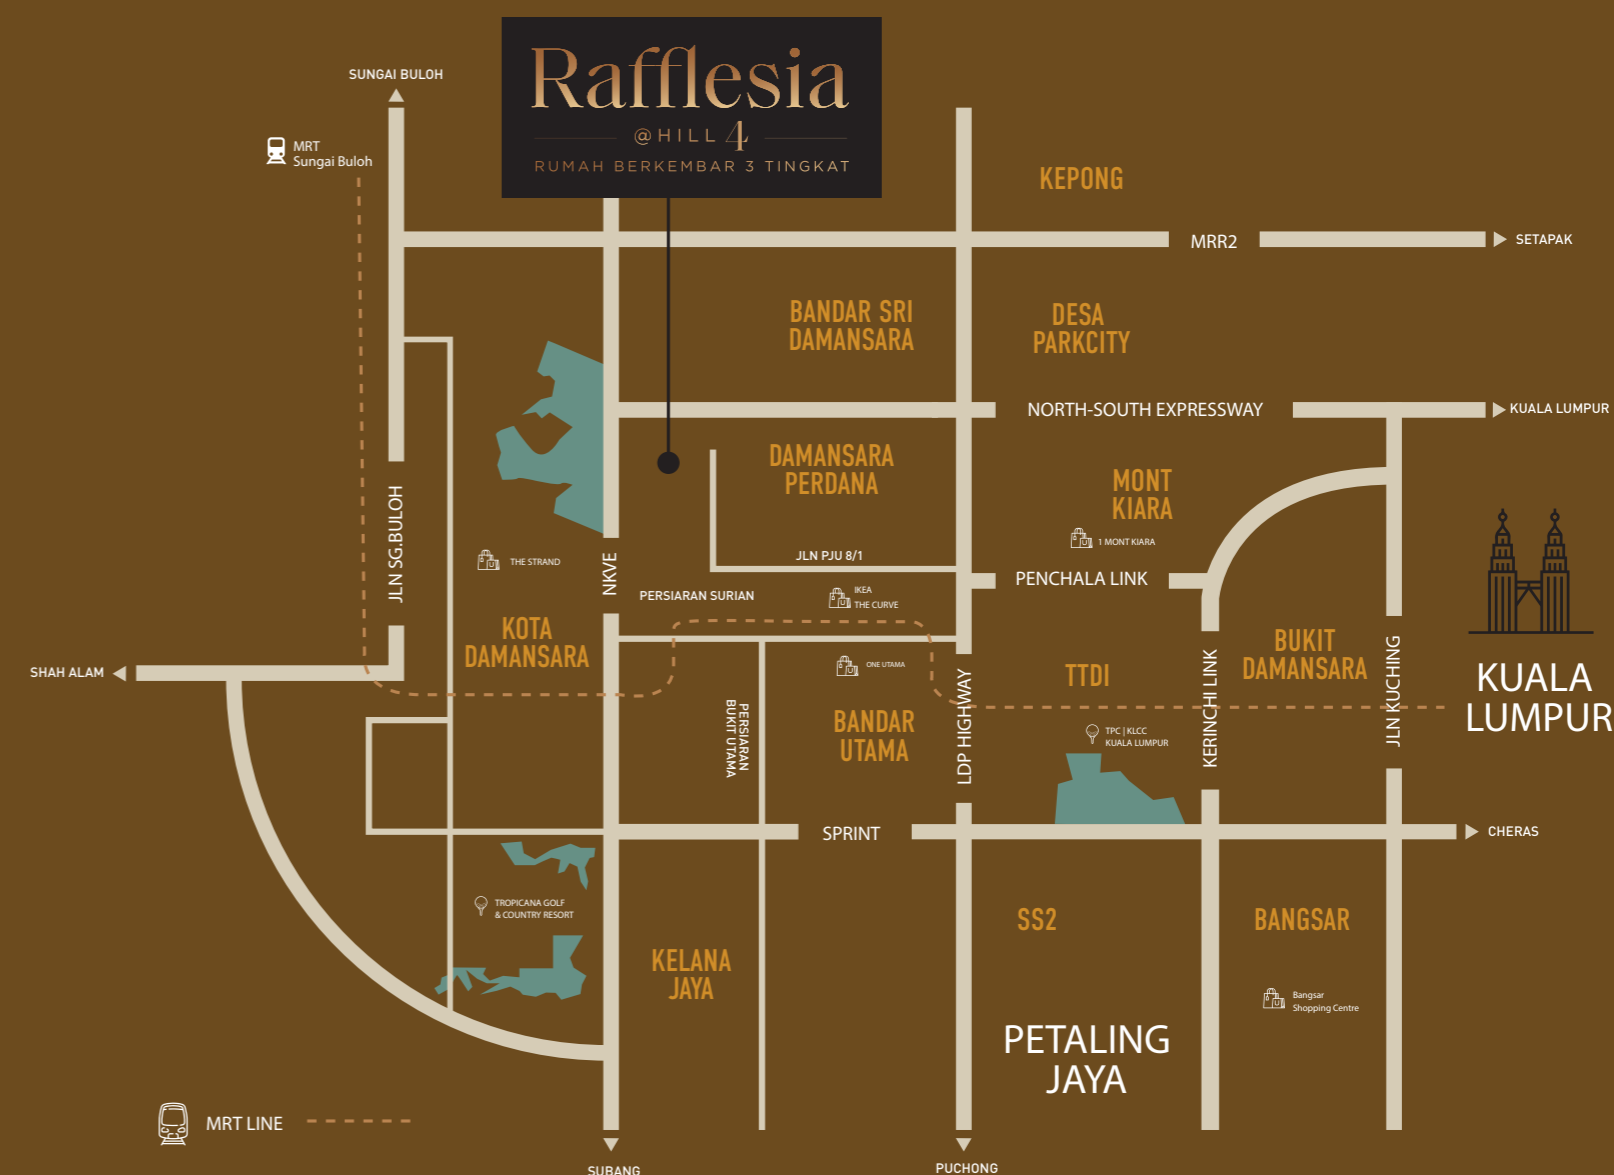 Rafflesia
@HILL 4
RUMAH BERKEMBAR 3 TINGKAT
SUNGAI BULOH
MRT
Sungai Buloh
KEPONG
MRR2
SETAPAK
BANDAR SRI
DAMANSARA
DESA
PARKCITY
NORTH-SOUTH EXPRESSWAY
KUALA LUMPUR
DAMANSARA
PERDANA
MONT
KIARA
1 MONT KIARA
JLN SG.BULOH
THE STRAND
NKVE
JLN PJU 8/1
PENCHALA LINK
PERSIARAN SURIAN
IKEA
THE CURVE
KOTA
DAMANSARA
ONE UTAMA
TTDI
BUKIT
DAMANSARA
KERINCHI LINK
JLN KUCHING
KUALA
LUMPUR
SHAH ALAM
PERSIARAN
BUKIT UTAMA
BANDAR
UTAMA
LDP HIGHWAY
TPC | KLCC
KUALA LUMPUR
SPRINT
CHERAS
TROPICANA GOLF
& COUNTRY RESORT
KELANA
JAYA
SS2
BANGSAR
Bangsar
Shopping Centre
PETALING
JAYA
MRT LINE
SUBANG
PUCHONG